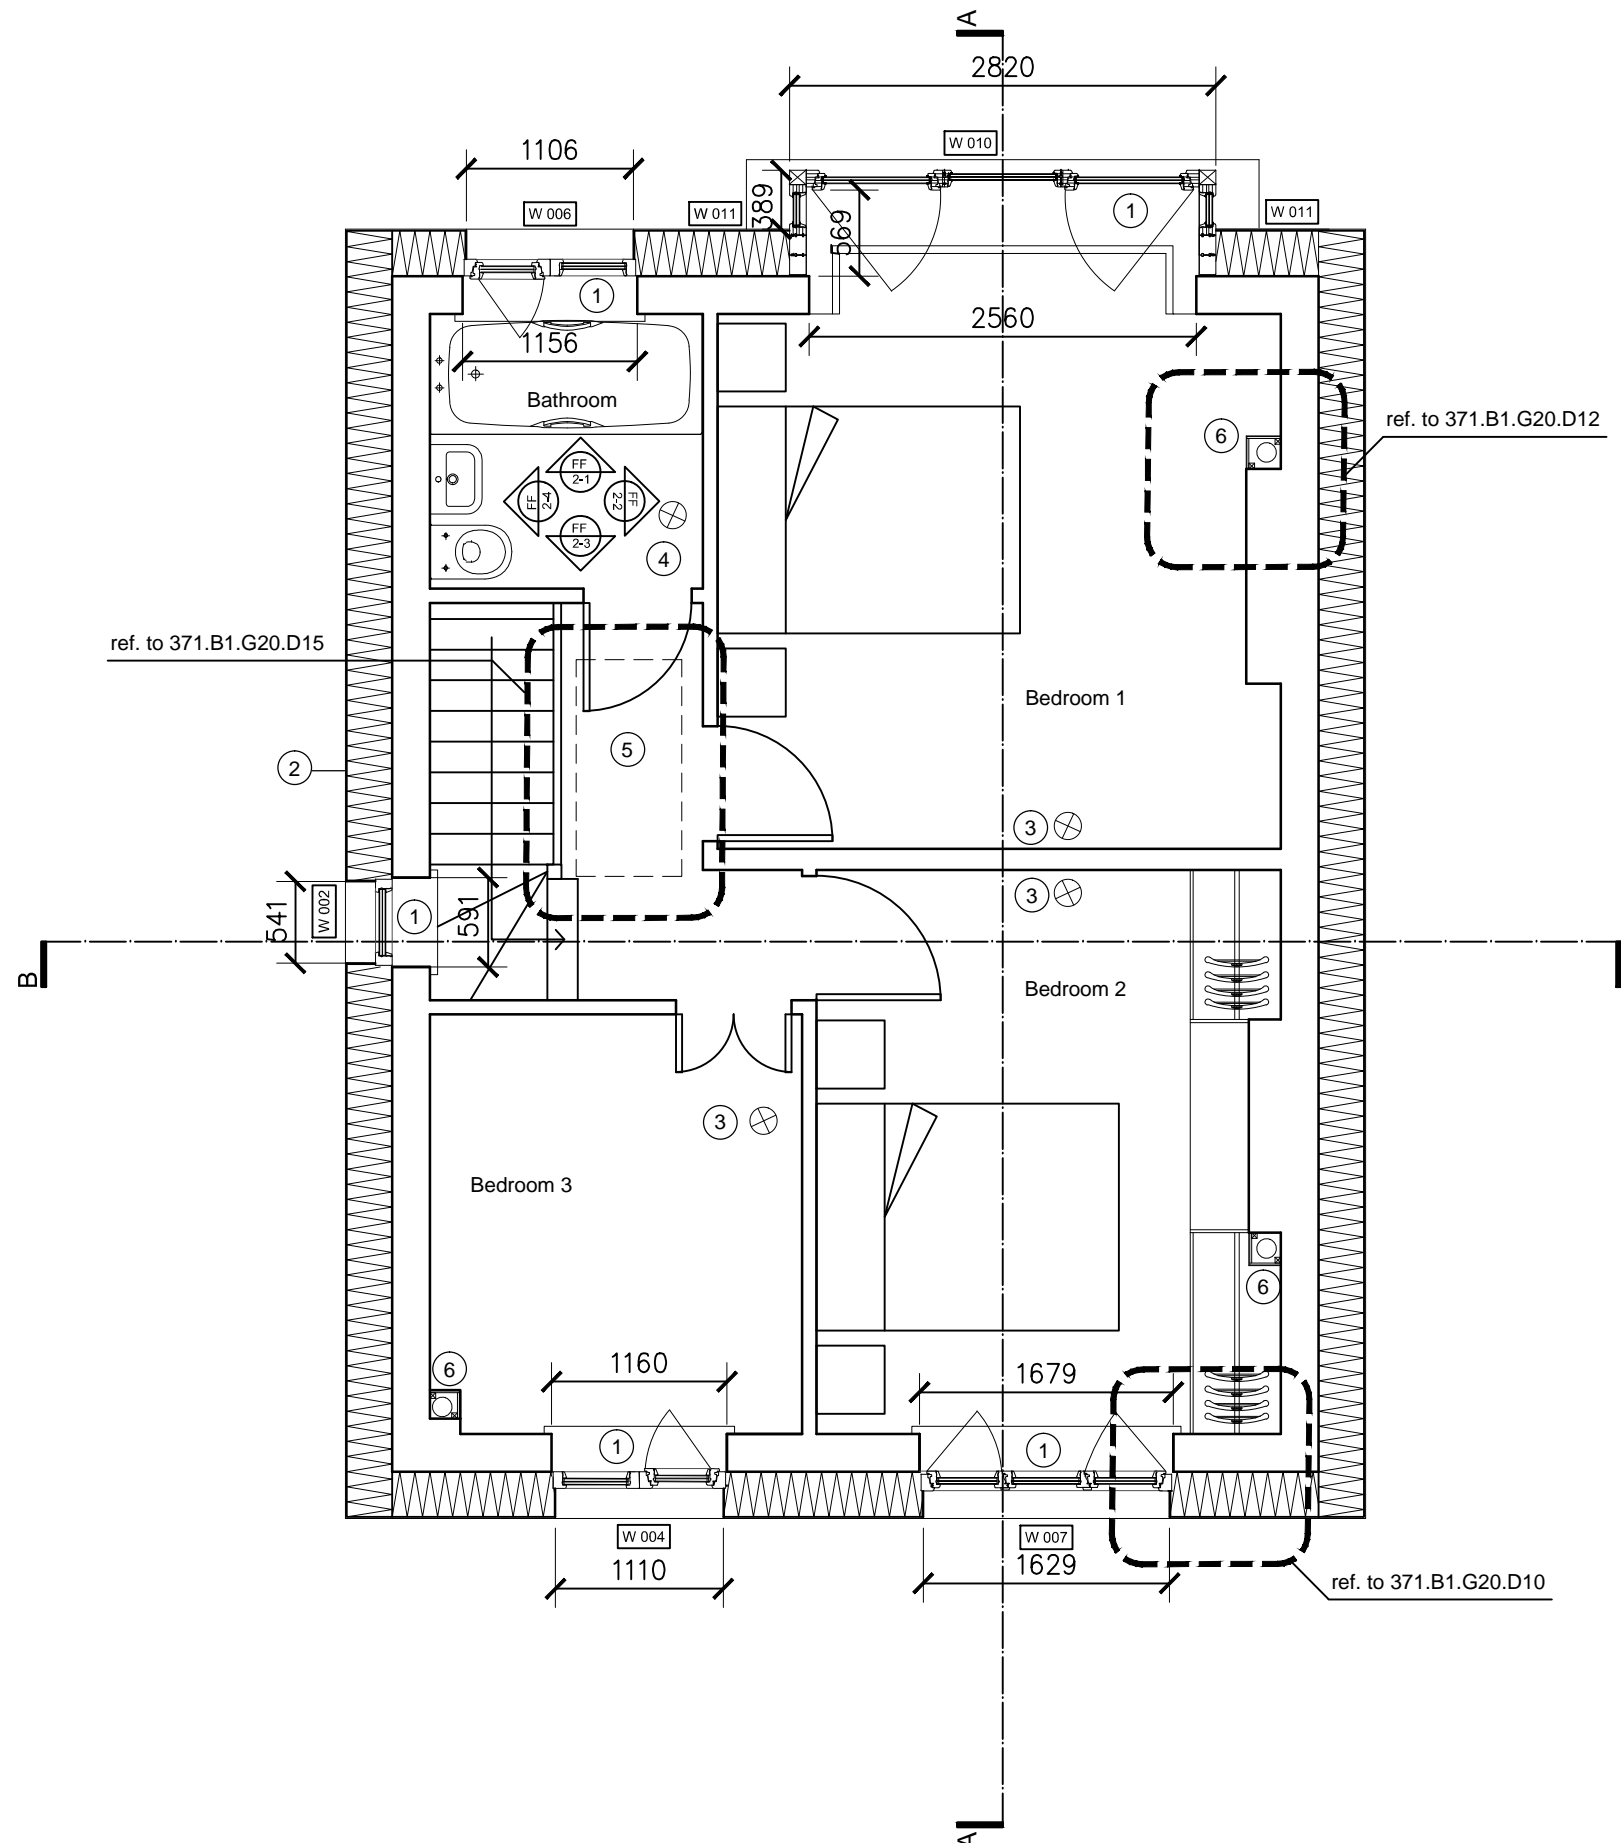 A
2820
W 010
1106
W 006
W 011
389
569
1
W 011
1
2560
1156
Bathroom
ref. to 371.B1.G20.D12
6
FF
2-1
FF
2-4
FF
2-2
FF
2-3
4
ref. to 371.B1.G20.D15
Bedroom 1
5
2
3
3
541
W 002
1
591
B
Bedroom 2
3
Bedroom 3
6
6
1160
1679
1
1
W 004
W 007
1110
1629
ref. to 371.B1.G20.D10
A